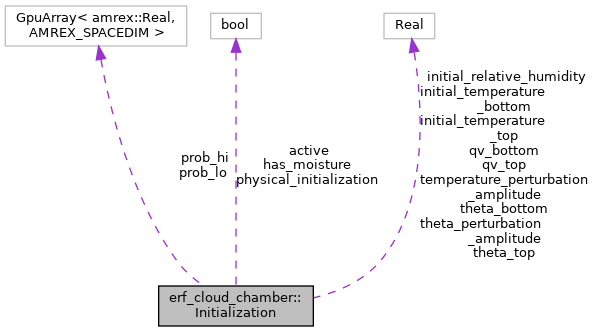 GpuArray< amrex::Real,
AMREX_SPACEDIM >
bool
Real
prob_hi
prob_lo
active
has_moisture
physical_initialization
initial_relative_humidity
initial_temperature
_bottom
initial_temperature
_top
qv_bottom
qv_top
temperature_perturbation
_amplitude
theta_bottom
theta_perturbation
_amplitude
theta_top
erf_cloud_chamber::
Initialization